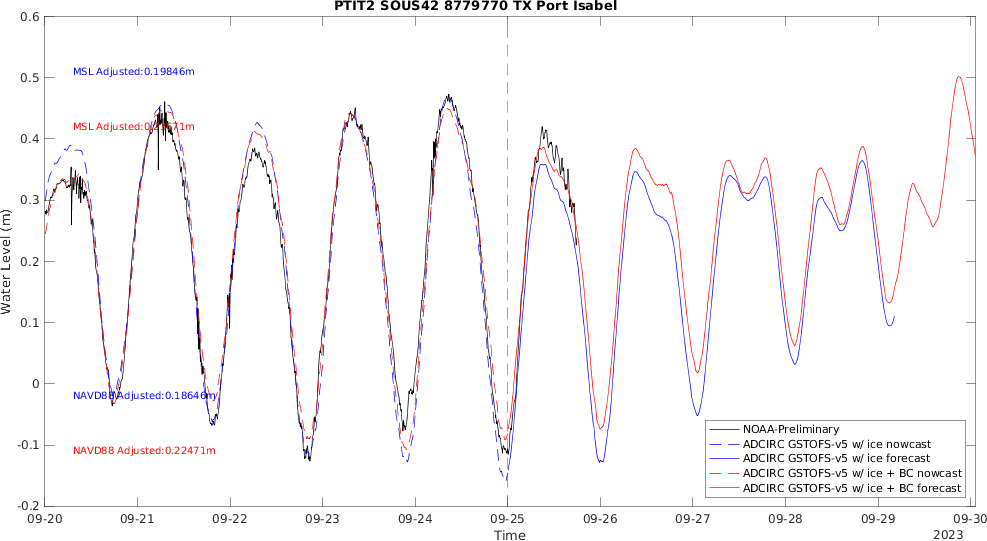 PTIT2 SOUS42 8779770 TX Port Isabel
0.6
0.5
0.4
0.3
0.2
0.1
0
-0.1
-0.2
Water Level (m)
MSL Adjusted:0.19846m
MSL Adjusted:
NAVD88 Adjusted:0.18646m
NAVD88 Adjusted:0.22471m
NOAA-Preliminary
ADCIRC GSTOFS-v5 w/ ice nowcast
ADCIRC GSTOFS-v5 w/ ice forecast
ADCIRC GSTOFS-v5 w/ ice + BC nowcast
ADCIRC GSTOFS-v5 w/ ice + BC forecast
09-20 09-21 09-22 09-23 09-24 09-25 09-26 09-27 09-28 09-29 09-30
Time
2023